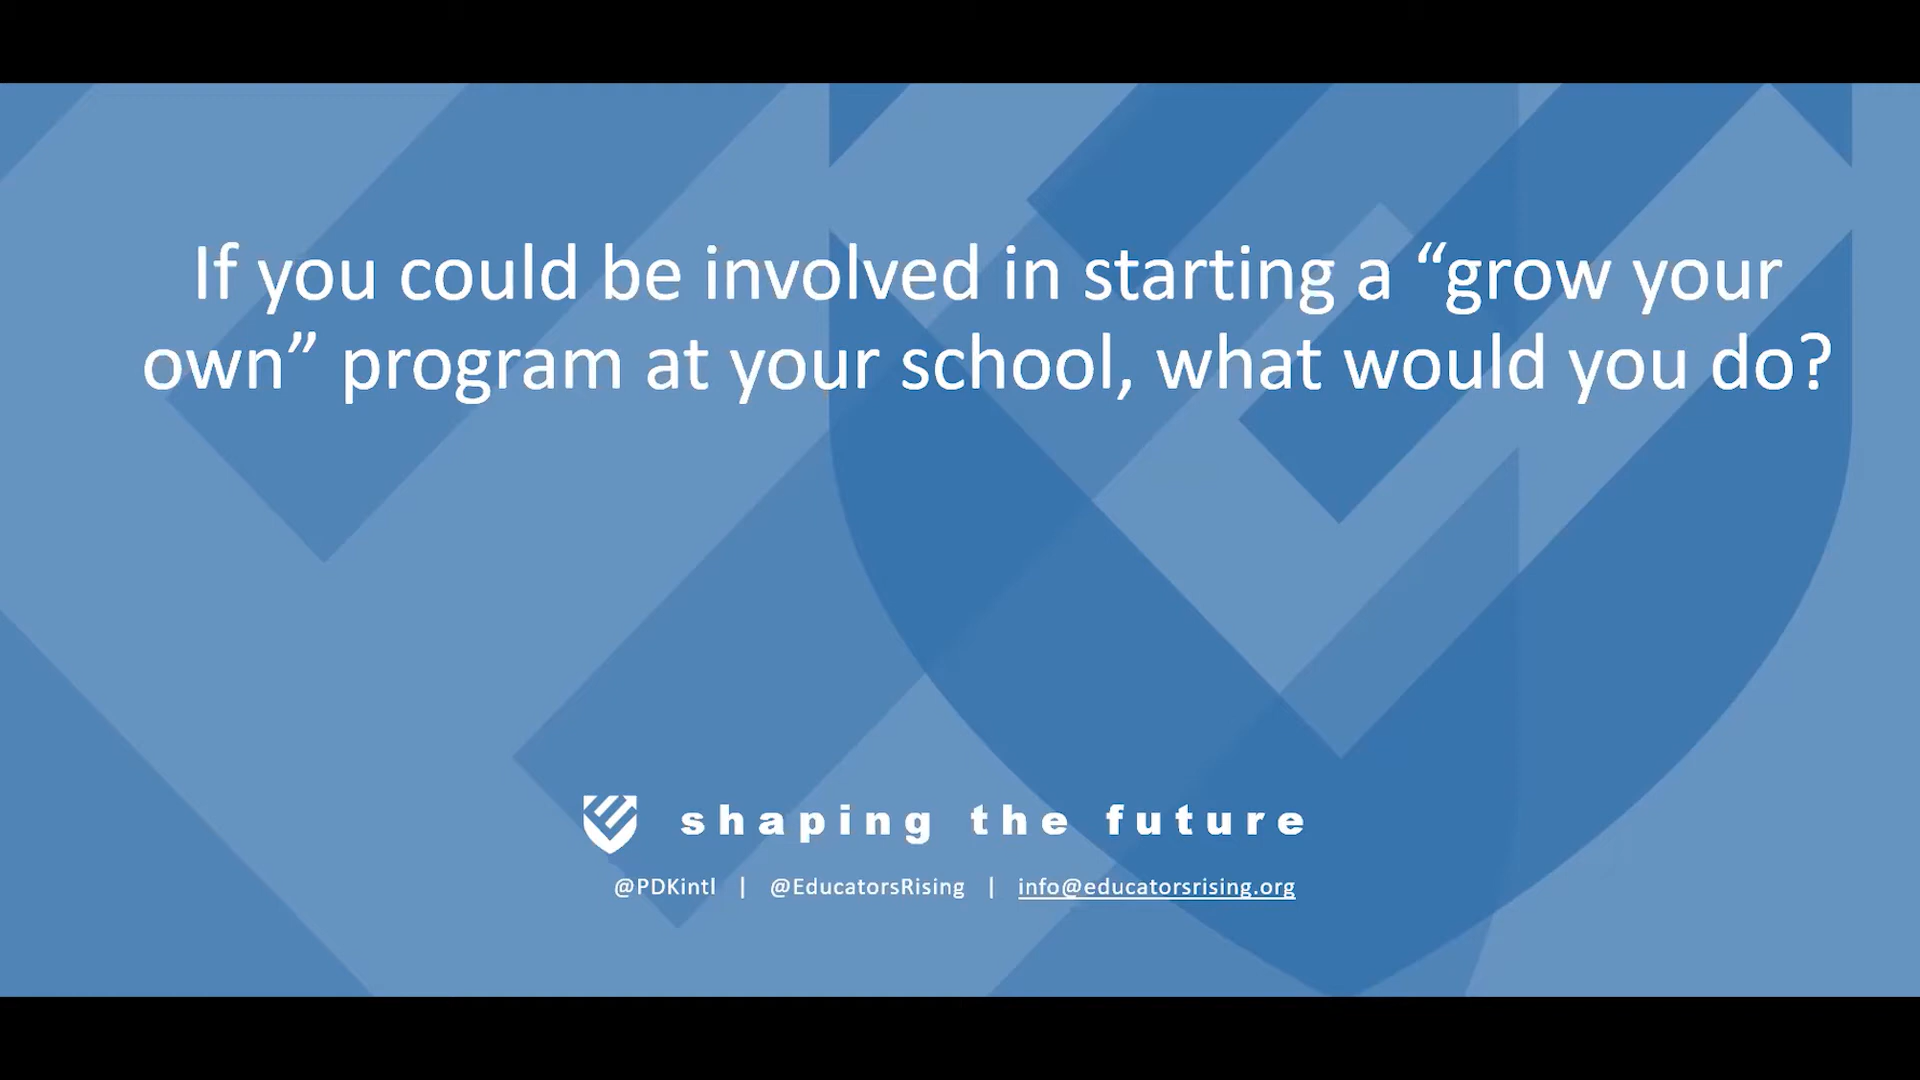 If you could be involved in starting a “grow your
own” program at your school, what would you do?
shaping the future
@PDKintl | @EducatorsRising | info@educatorsrising.org